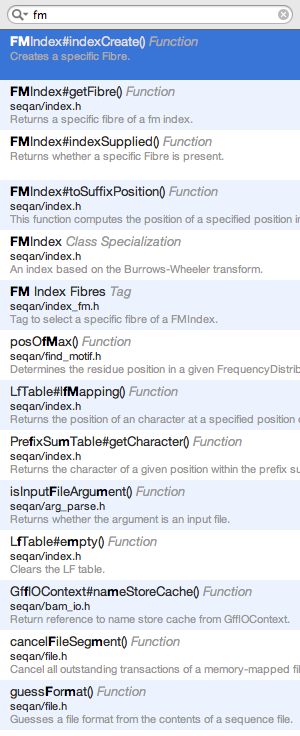 fm
FMIndex#indexCreate() Function
Creates a specific Fibre.
FMIndex#getFibre() Function
seqan/index.h
Returns a specific fibre of a fm index.
FMIndex#indexSupplied() Function
Returns whether a specific Fibre is present.
FMIndex#toSuffixPosition() Function
seqan/index.h
This function computes the position of a specified position in
FMIndex Class Specialization
seqan/index.h
An index based on the Burrows-Wheeler transform.
FM Index Fibres Tag
seqan/index_fm.h
Tag to select a specific fibre of a FMIndex.
posOfMax() Function
seqan/find_motif.h
Determines the residue position in a given FrequencyDistrib
LfTable#lfMapping() Function
seqan/index.h
Returns the position of an character at a specified position
PrefixSumTable#getCharacter() Function
seqan/index.h
Returns the character of a given position within the prefix su
isInputFileArgument() Function
seqan/arg_parse.h
Returns whether the argument is an input file.
LfTable#empty() Function
seqan/index.h
Clears the LF table.
GffIOContext#nameStoreCache() Function
seqan/bam_io.h
Return reference to name store cache from GffIOContext.
cancelFileSegment() Function
seqan/file.h
Cancel all outstanding transactions of a memory-mapped fil
guessFormat() Function
seqan/file.h
Guesses a file format from the contents of a sequence file.